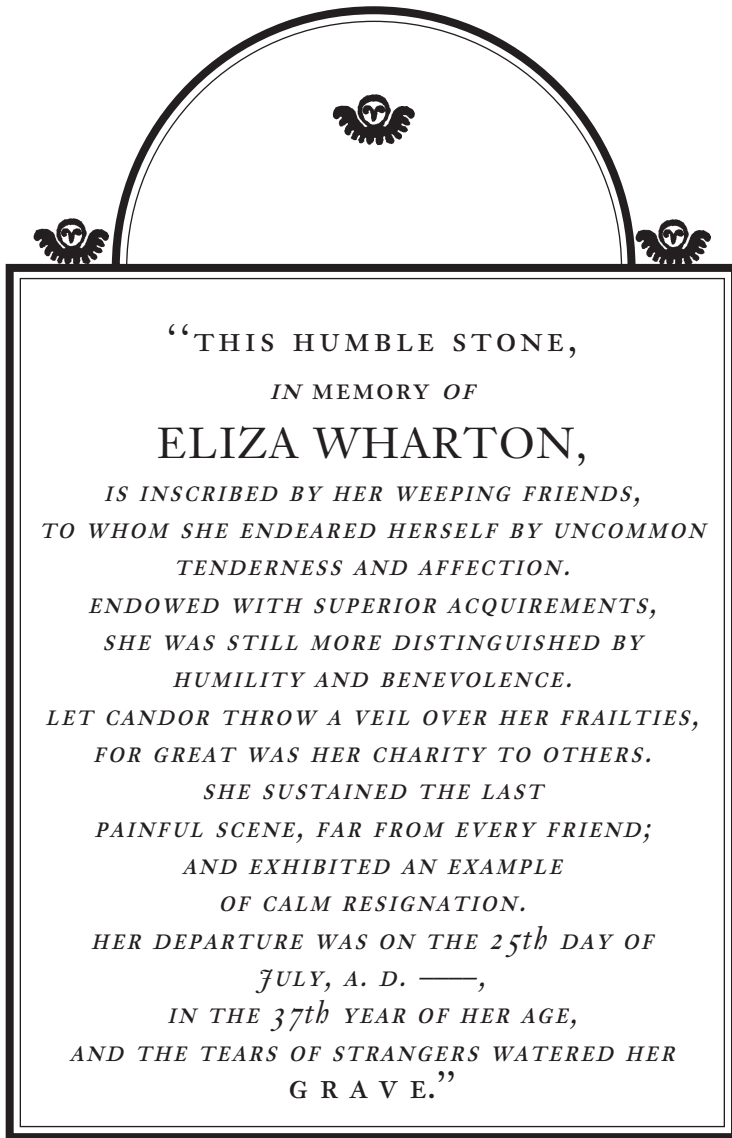 “THIS HUMBLE STONE,
IN MEMORY OF
ELIZA WHARTON,
IS INSCRIBED BY HER WEEPING FRIENDS,
TO WHOM SHE ENDEARED HERSELF BY UNCOMMON
TENDERNESS AND AFFECTION.
ENDOWED WITH SUPERIOR ACQUIREMENTS,
SHE WAS STILL MORE DISTINGUISHED BY
HUMILITY AND BENEVOLENCE.
LET CANDOR THROW A VEIL OVER HER FRAILTIES,
FOR GREAT WAS HER CHARITY TO OTHERS.
SHE SUSTAINED THE LAST
PAINFUL SCENE, FAR FROM EVERY FRIEND;
AND EXHIBITED AN EXAMPLE
OF CALM RESIGNATION.
HER DEPARTURE WAS ON THE 25th DAY OF
JULY, A. D. ——,
IN THE 37th YEAR OF HER AGE,
AND THE TEARS OF STRANGERS WATERED HER
GRAVE.”